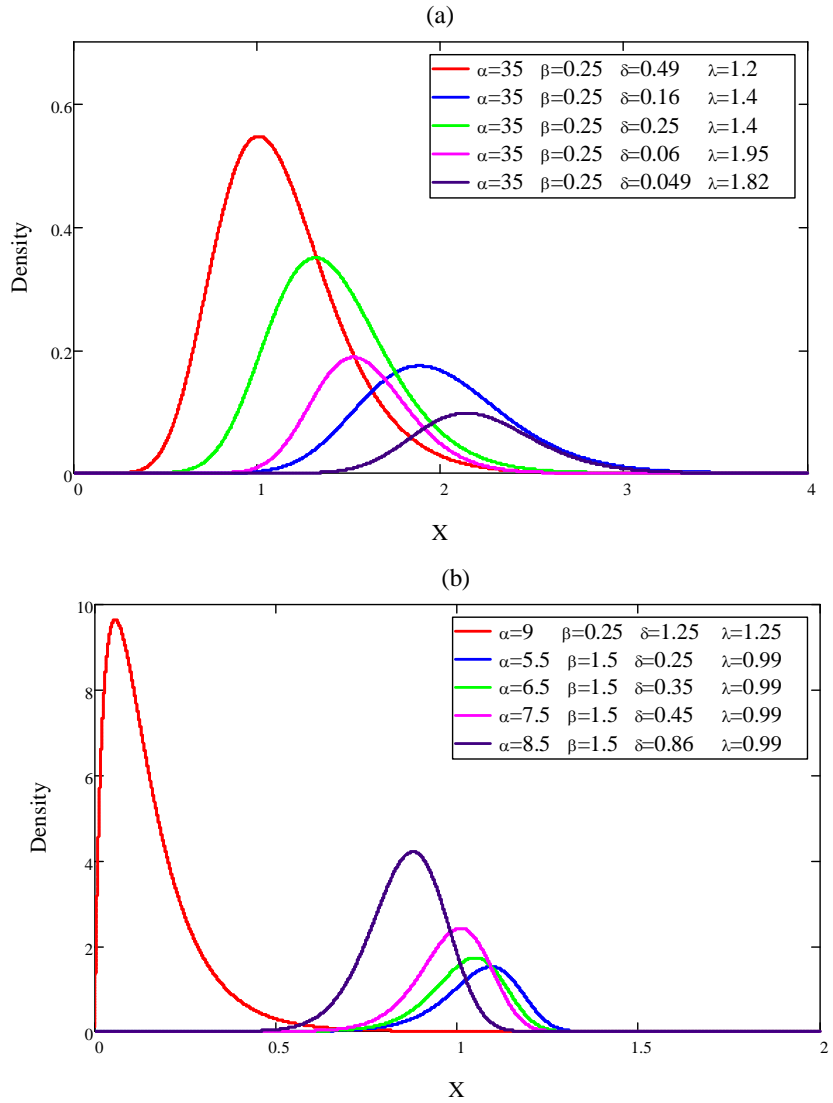 (a)
α=35 β=0.25 δ=0.49 λ=1.2
α=35 β=0.25 δ=0.16 λ=1.4
α=35 β=0.25 δ=0.25 λ=1.4
α=35 β=0.25 δ=0.06 λ=1.95
α=35 β=0.25 δ=0.049 λ=1.82
0.6
0.4
0.2
0
Density
0 1 2 3 4
X
(b)
α=9 β=0.25 δ=1.25 λ=1.25
α=5.5 β=1.5 δ=0.25 λ=0.99
α=6.5 β=1.5 δ=0.35 λ=0.99
α=7.5 β=1.5 δ=0.45 λ=0.99
α=8.5 β=1.5 δ=0.86 λ=0.99
10
8
6
4
2
0
Density
0 0.5 1 1.5 2
X